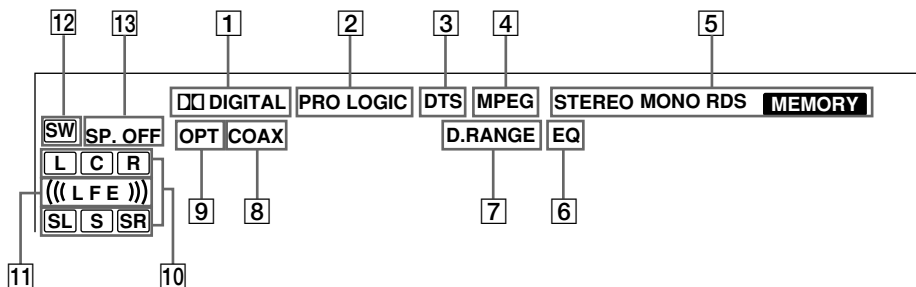 12 13 1 2 3 4 5
DIGITAL PRO LOGIC DTS MPEG STEREO MONO RDS MEMORY
SW SP. OFF OPT COAX D.RANGE EQ
L C R
((( L F E )))
SL S SR
9 8 7 6
11 10